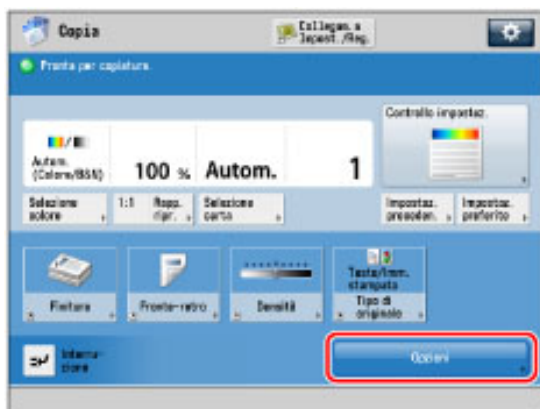 Copia
Collegam. a
Impost./Reg.
Pronta per copiatura.
Controllo impostaz.
Autom.
(Colore/B&N)
100 %
Autom.
1
Selezione
colore
1:1
Rapp.
ripr.
Selezione
carta
Impostaz.
preceden.
Impostaz.
preferite
Finitura
Fronte-retro
Densità
Testo/Imm.
stampata
Tipo di
originale
Interru-
zione
Opzioni